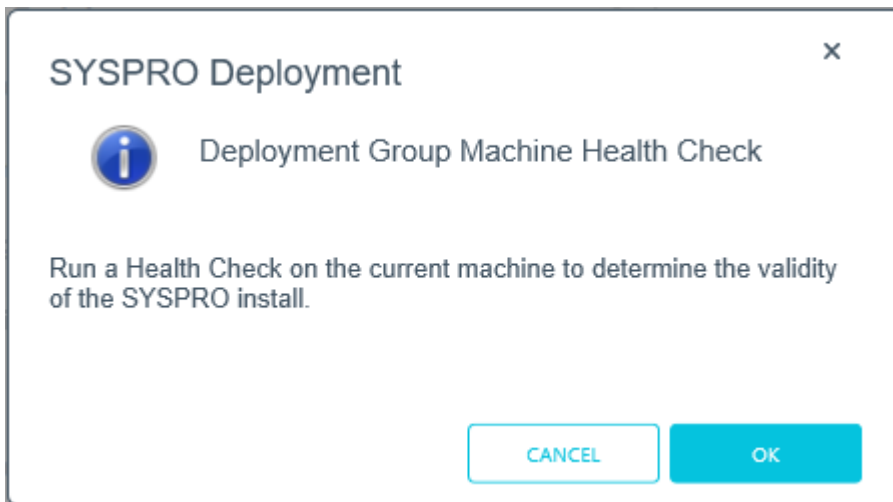 SYSPRO Deployment
Deployment Group Machine Health Check
Run a Health Check on the current machine to determine the validity
of the SYSPRO install.
CANCEL
OK